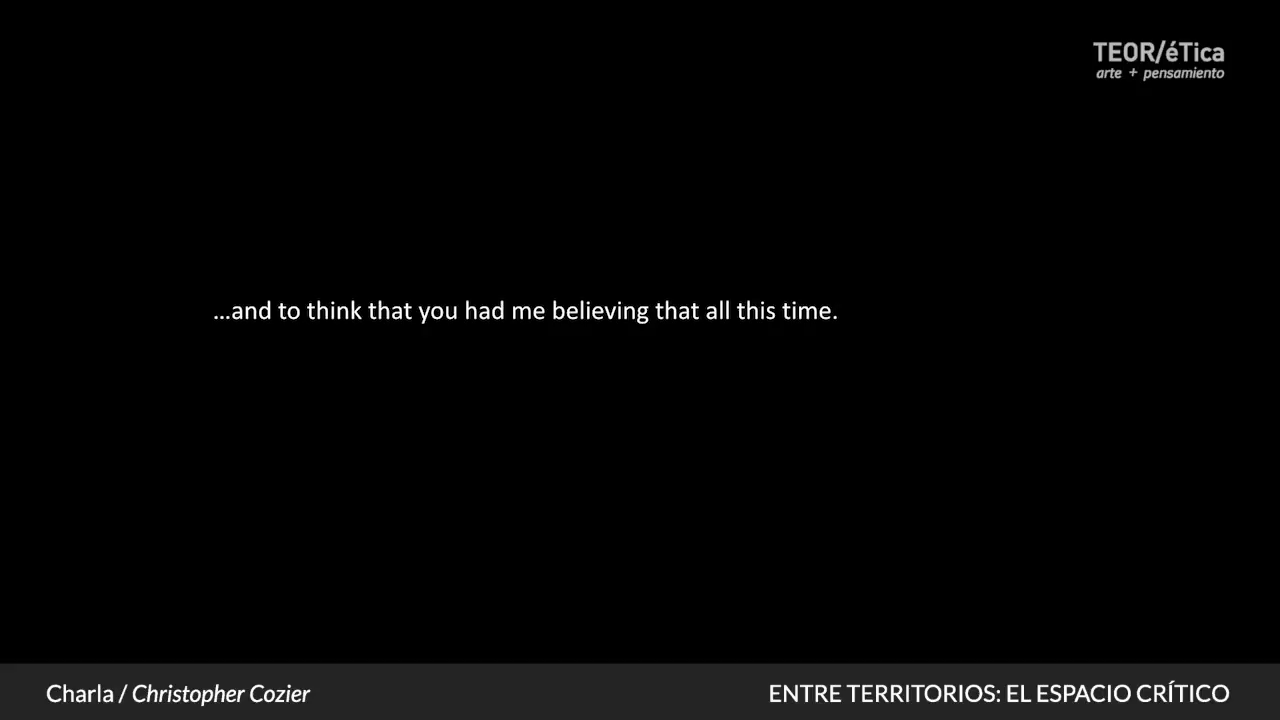 TEOR/éTica
arte + pensamiento
...and to think that you had me believing that all this time.
Charla / Christopher Cozier
ENTRE TERRITORIOS: EL ESPACIO CRÍTICO